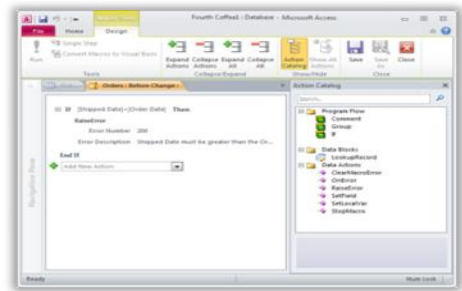 Fourth Coffee1 : Database - Microsoft Access
File
Home
Design
Run
Single Step
Convert Macros to Visual Basic
Tools
Expand Actions
Collapse Actions
Expand All
Collapse All
Collapse/Expand
Action Catalog
Show All Actions
Show/Hide
Save
Save As
Close
Close
Orders : Before Change :
If [Shipped Date]<[Order Date] Then
RaiseError
Error Number 200
Error Description Shipped Date must be greater than the Or...
End If
Add New Action
Navigation Pane
Action Catalog
Search...
Program Flow
Comment
Group
If
Data Blocks
LookupRecord
Data Actions
ClearMacroError
OnError
RaiseError
SetField
SetLocalVar
StopMacro
Ready
Num Lock